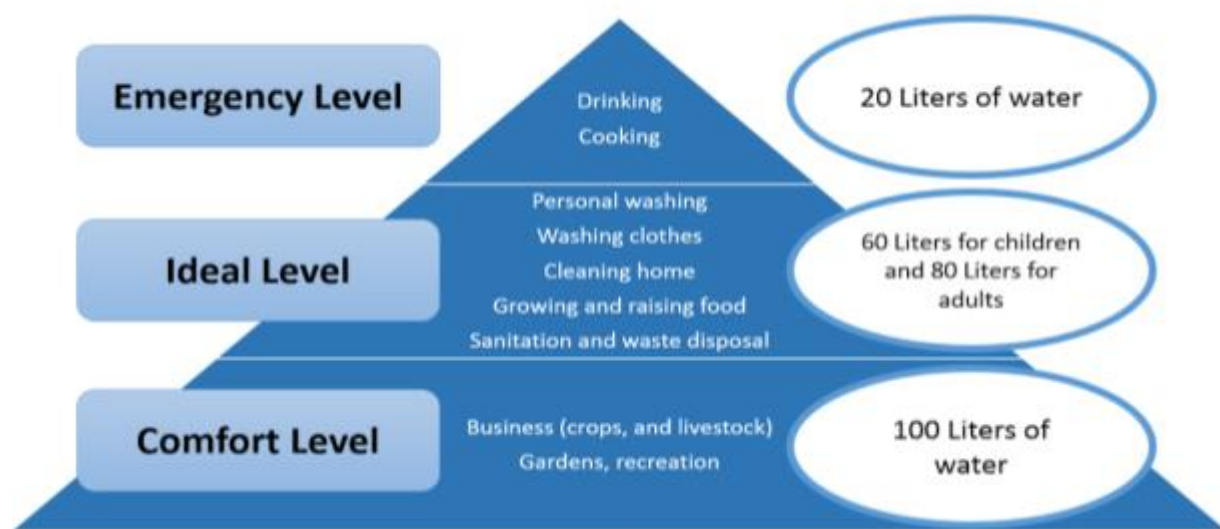 Emergency Level
Drinking
Cooking
20 Liters of water
Ideal Level
Personal washing
Washing clothes
Cleaning home
Growing and raising food
Sanitation and waste disposal
60 Liters for children
and 80 Liters for
adults
Comfort Level
Business (crops, and livestock)
Gardens, recreation
100 Liters of
water